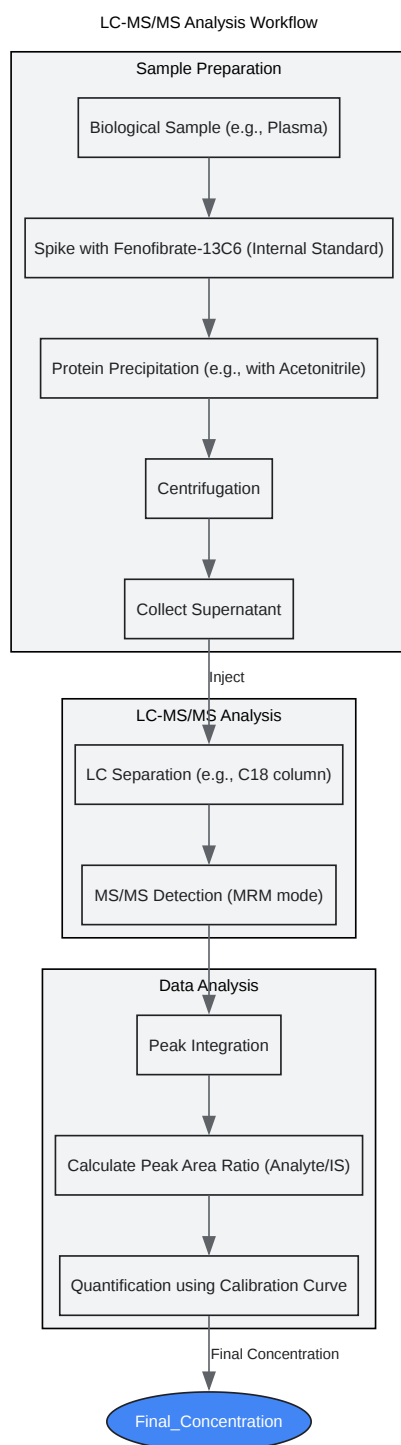 LC-MS/MS Analysis Workflow
Sample Preparation
Biological Sample (e.g., Plasma)
Spike with Fenofibrate-13C6 (Internal Standard)
Protein Precipitation (e.g., with Acetonitrile)
Centrifugation
Collect Supernatant
Inject
LC-MS/MS Analysis
LC Separation (e.g., C18 column)
MS/MS Detection (MRM mode)
Data Analysis
Peak Integration
Calculate Peak Area Ratio (Analyte/IS)
Quantification using Calibration Curve
Final Concentration
Final_Concentration